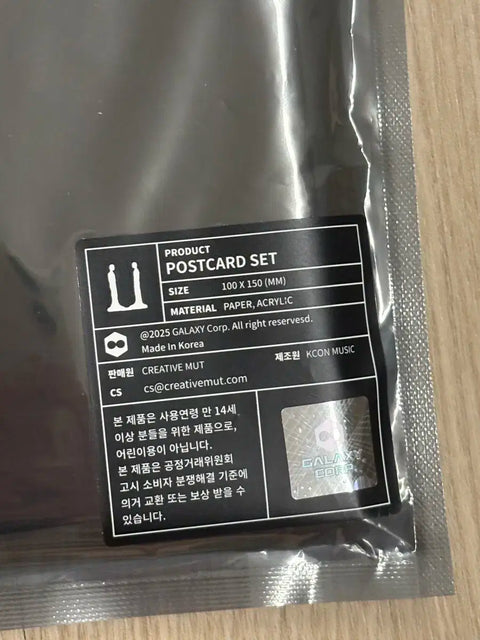 PRODUCT
POSTCARD SET
SIZE 100 X 150 (MM)
MATERIAL PAPER, ACRYLIC
@2025 GALAXY Corp. All right reservesd.
Made In Korea
판매원 CREATIVE MUT 제조원 KCON MUSIC
CS cs@creativemut.com
본 제품은 사용연령 만 14세
이상 분들을 위한 제품으로,
어린이용이 아닙니다.
본 제품은 공정거래위원회
고시 소비자 분쟁해결 기준에
의거 교환 또는 보상 받을 수
있습니다.
GALAXY
CORP